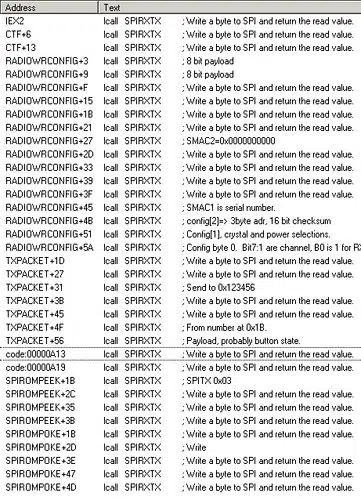 Address Text
IEX2 lcall SPIRXTX ; Write a byte to SPI and return the read value.
CTF+6 lcall SPIRXTX ; Write a byte to SPI and return the read value.
CTF+13 lcall SPIRXTX ; Write a byte to SPI and return the read value.
RADIOWRCONFIG+3 lcall SPIRXTX ; 8 bit payload
RADIOWRCONFIG+9 lcall SPIRXTX ; 8 bit payload
RADIOWRCONFIG+F lcall SPIRXTX ; Write a byte to SPI and return the read value.
RADIOWRCONFIG+15 lcall SPIRXTX ; Write a byte to SPI and return the read value.
RADIOWRCONFIG+1B lcall SPIRXTX ; Write a byte to SPI and return the read value.
RADIOWRCONFIG+21 lcall SPIRXTX ; Write a byte to SPI and return the read value.
RADIOWRCONFIG+27 lcall SPIRXTX ; SMAC2=0x0000000000
RADIOWRCONFIG+2D lcall SPIRXTX ; Write a byte to SPI and return the read value.
RADIOWRCONFIG+33 lcall SPIRXTX ; Write a byte to SPI and return the read value.
RADIOWRCONFIG+39 lcall SPIRXTX ; Write a byte to SPI and return the read value.
RADIOWRCONFIG+3F lcall SPIRXTX ; Write a byte to SPI and return the read value.
RADIOWRCONFIG+45 lcall SPIRXTX ; SMAC1 is serial number.
RADIOWRCONFIG+4B lcall SPIRXTX ; config[2]=> 3byte adr, 16 bit checksum
RADIOWRCONFIG+51 lcall SPIRXTX ; Config[1], crystal and power selections.
RADIOWRCONFIG+5A lcall SPIRXTX ; Config byte 0. Bit7:1 are channel, B0 is 1 for RX
TXPACKET+1D lcall SPIRXTX ; Write a byte to SPI and return the read value.
TXPACKET+27 lcall SPIRXTX ; Write a byte to SPI and return the read value.
TXPACKET+31 lcall SPIRXTX ; Send to 0x123456
TXPACKET+3B lcall SPIRXTX ; Write a byte to SPI and return the read value.
TXPACKET+45 lcall SPIRXTX ; Write a byte to SPI and return the read value.
TXPACKET+4F lcall SPIRXTX ; From number at 0x1B.
TXPACKET+56 lcall SPIRXTX ; Payload, probably button state.
code:00000A13 lcall SPIRXTX ; Write a byte to SPI and return the read value.
code:00000A19 lcall SPIRXTX ; Write a byte to SPI and return the read value.
SPIROMPEEK+1B lcall SPIRXTX ; SPITX 0x03
SPIROMPEEK+2C lcall SPIRXTX ; Write a byte to SPI and return the read value.
SPIROMPEEK+35 lcall SPIRXTX ; Write a byte to SPI and return the read value.
SPIROMPEEK+3B lcall SPIRXTX ; Write a byte to SPI and return the read value.
SPIROMPOKE+1B lcall SPIRXTX ; Write a byte to SPI and return the read value.
SPIROMPOKE+2D lcall SPIRXTX ; Write
SPIROMPOKE+3E lcall SPIRXTX ; Write a byte to SPI and return the read value.
SPIROMPOKE+47 lcall SPIRXTX ; Write a byte to SPI and return the read value.
SPIROMPOKE+4D lcall SPIRXTX ; Write a byte to SPI and return the read value.